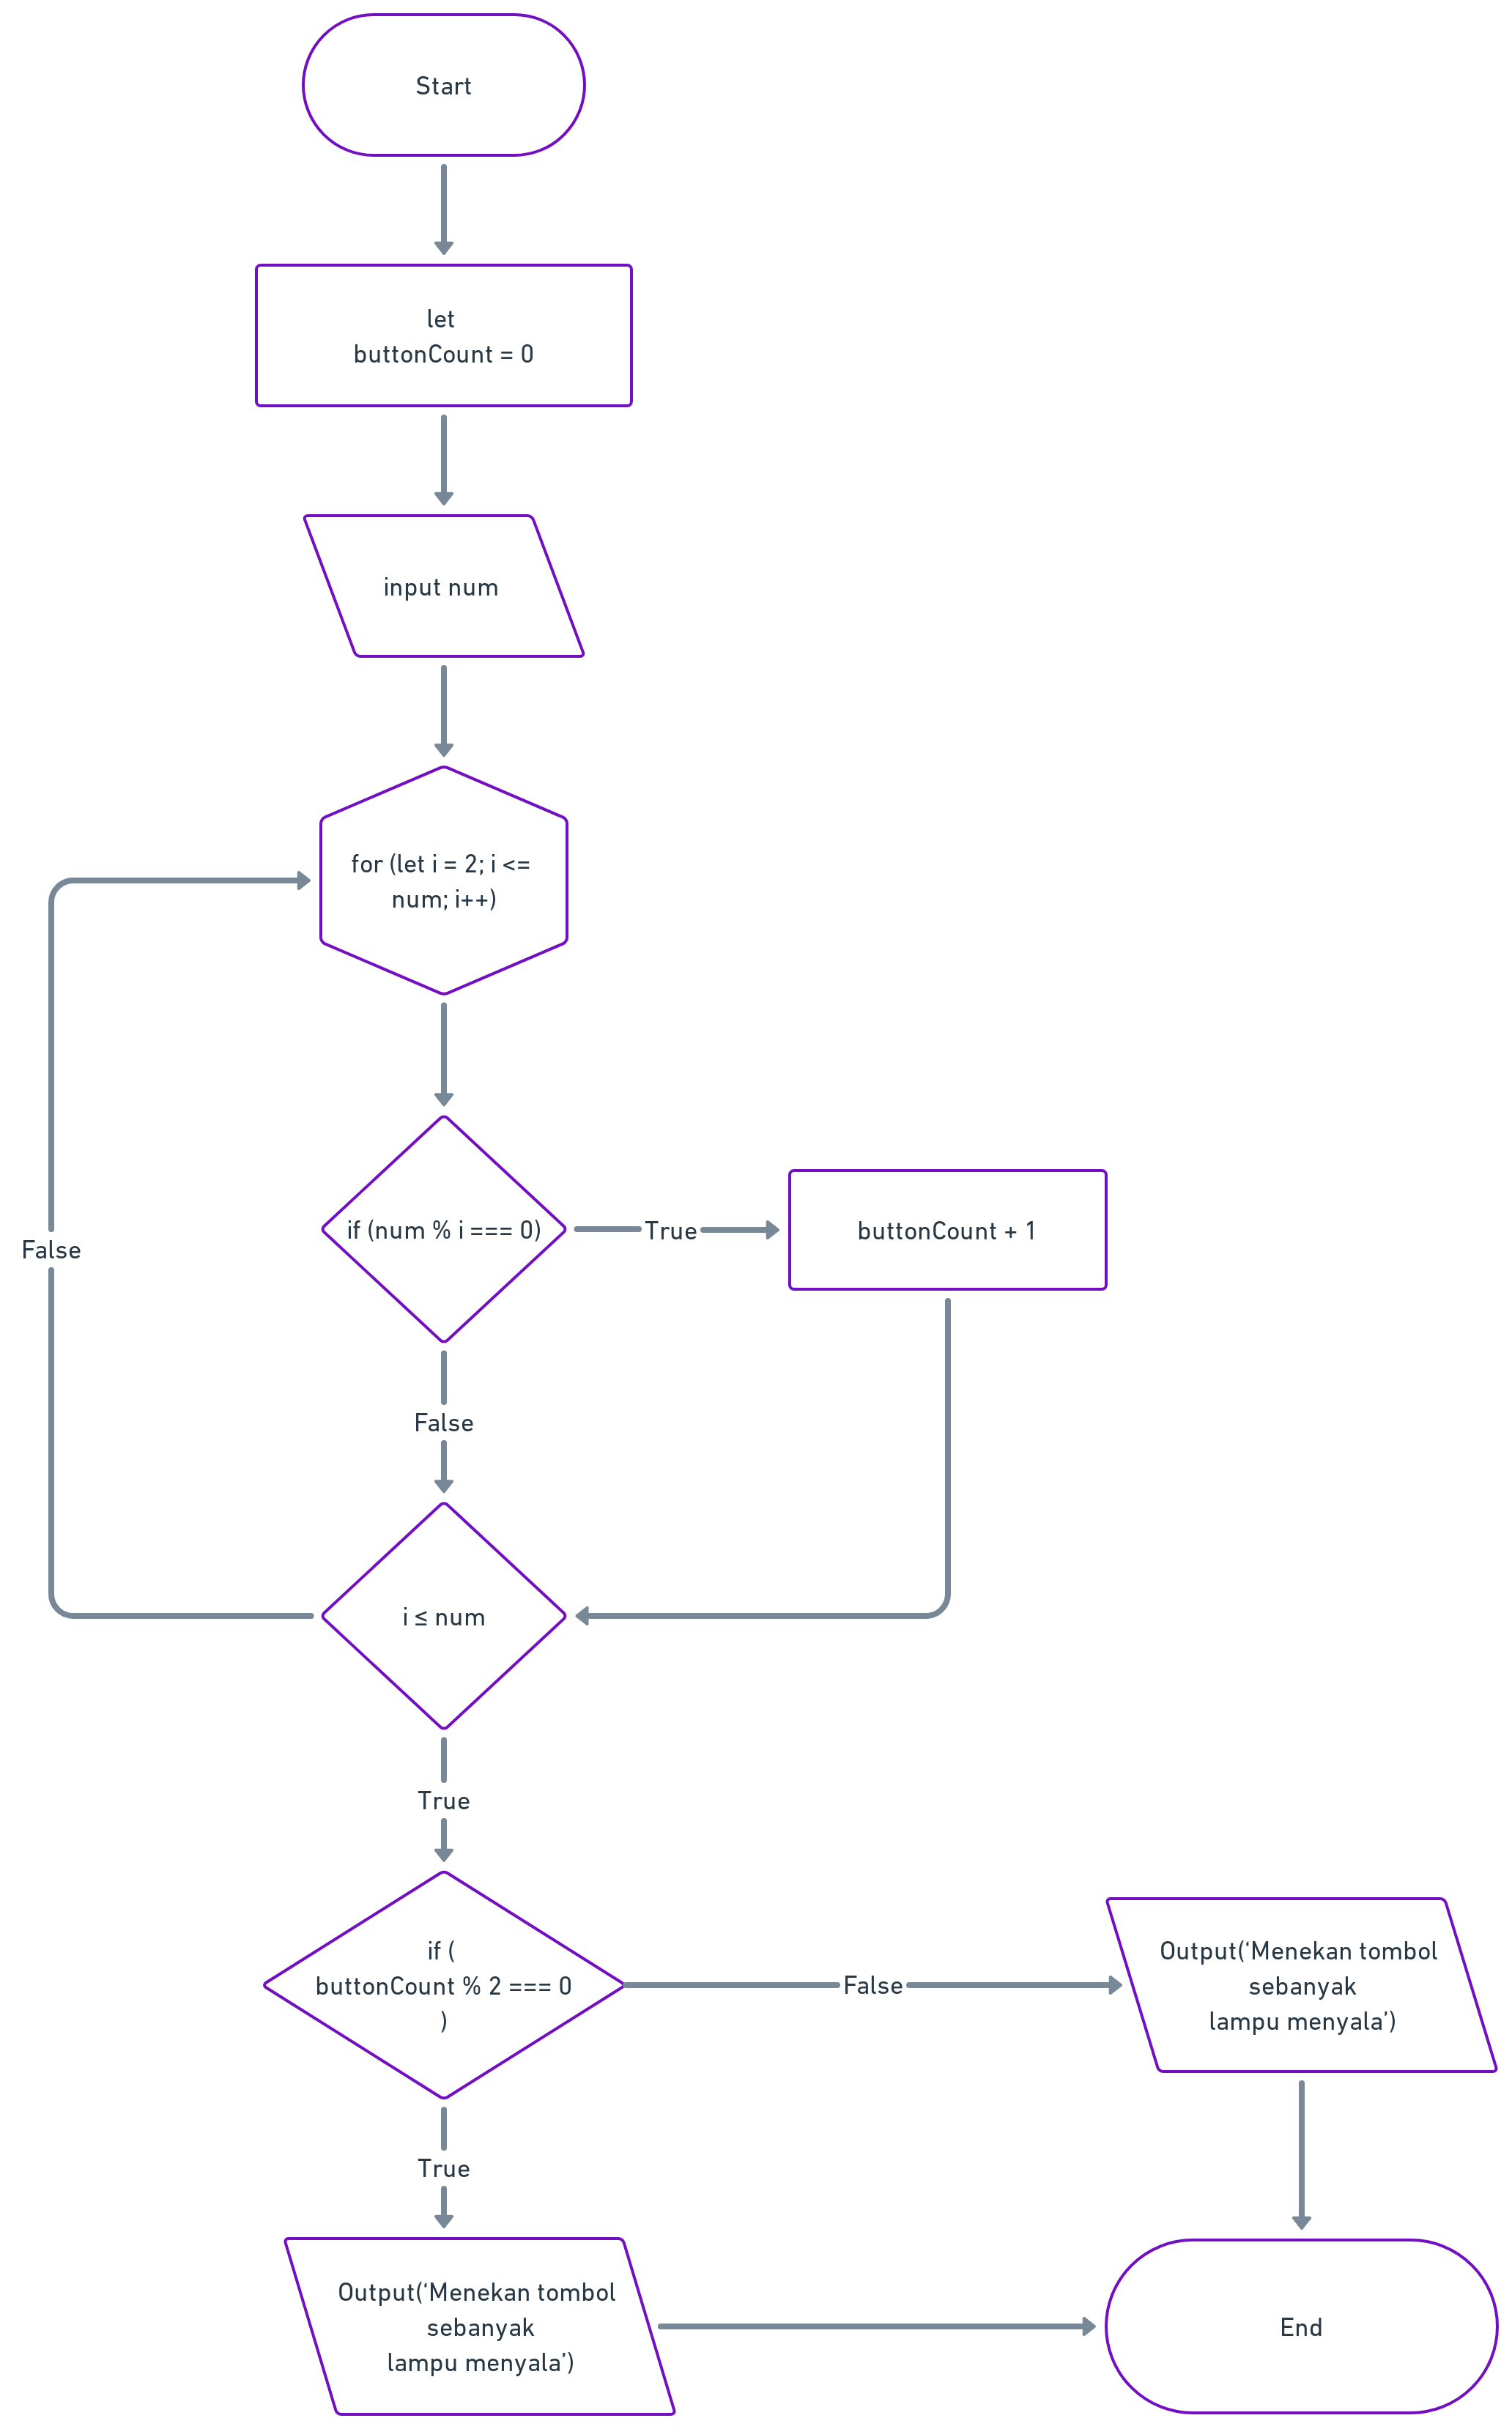 Start
let
buttonCount = 0
input num
for (let i = 2; i <=
num; i++)
if (num % i === 0)
True
buttonCount + 1
False
False
i ≤ num
True
if (
buttonCount % 2 === 0
)
False
Output(‘Menekan tombol
sebanyak
lampu menyala’)
True
Output(‘Menekan tombol
sebanyak
lampu menyala’)
End